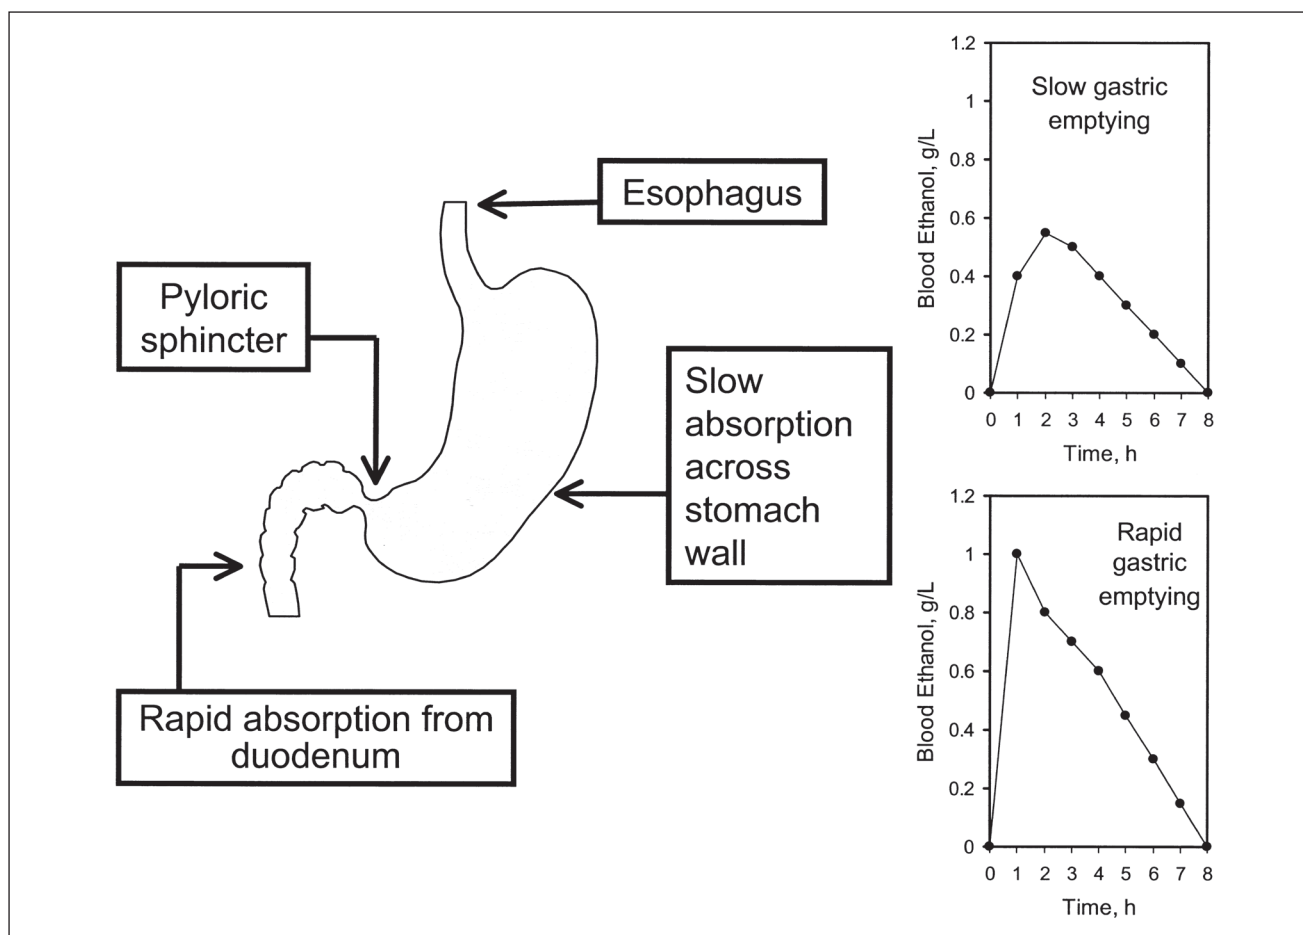 Esophagus
Pyloric
sphincter
Slow
absorption
across
stomach
wall
Rapid absorption from
duodenum
1.2
1
0.8
0.6
0.4
0.2
0
Blood Ethanol, g/L
Slow gastric
emptying
0 1 2 3 4 5 6 7 8
Time, h
1.2
1
0.8
0.6
0.4
0.2
0
Blood Ethanol, g/L
Rapid
gastric
emptying
0 1 2 3 4 5 6 7 8
Time, h